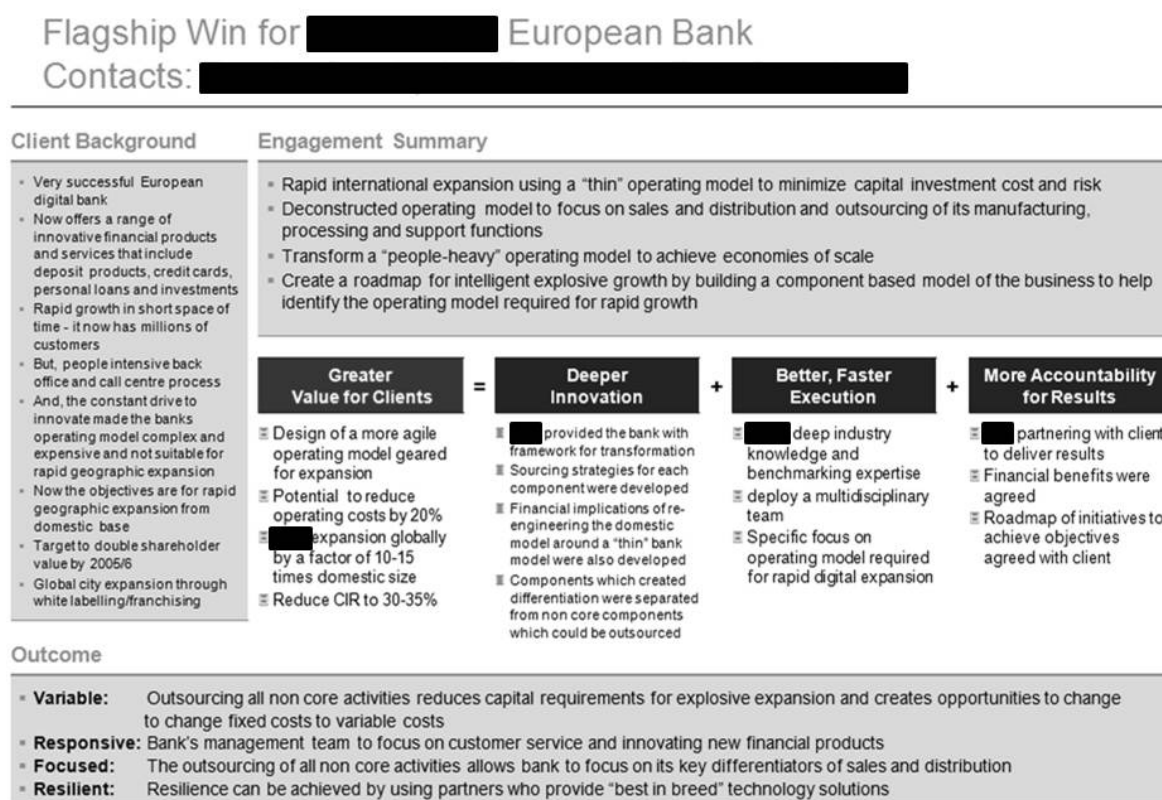 Flagship Win for European Bank
Contacts:
Client Background
▪ Very successful European
digital bank
▪ Now offers a range of
innovative financial products
and services that include
deposit products, credit cards,
personal loans and investments
▪ Rapid growth in short space of
time - it now has millions of
customers
▪ But, people intensive back
office and call centre process
▪ And, the constant drive to
innovate made the banks
operating model complex and
expensive and not suitable for
rapid geographic expansion
▪ Now the objectives are for rapid
geographic expansion from
domestic base
▪ Target to double shareholder
value by 2005/6
▪ Global city expansion through
white labelling/franchising
Engagement Summary
▪ Rapid international expansion using a “thin” operating model to minimize capital investment cost and risk
▪ Deconstructed operating model to focus on sales and distribution and outsourcing of its manufacturing,
processing and support functions
▪ Transform a “people-heavy” operating model to achieve economies of scale
▪ Create a roadmap for intelligent explosive growth by building a component based model of the business to help
identify the operating model required for rapid growth
Greater
Value for Clients
Design of a more agile
operating model geared
for expansion
Potential to reduce
operating costs by 20%
expansion globally
by a factor of 10-15
times domestic size
Reduce CIR to 30-35%
=
Deeper
Innovation
provided the bank with
framework for transformation
Sourcing strategies for each
component were developed
Financial implications of re-
engineering the domestic
model around a “thin” bank
model were also developed
Components which created
differentiation were separated
from non core components
which could be outsourced
+
Better, Faster
Execution
deep industry
knowledge and
benchmarking expertise
deploy a multidisciplinary
team
Specific focus on
operating model required
for rapid digital expansion
+
More Accountability
for Results
partnering with client
to deliver results
Financial benefits were
agreed
Roadmap of initiatives to
achieve objectives
agreed with client
Outcome
▪ Variable: Outsourcing all non core activities reduces capital requirements for explosive expansion and creates opportunities to change
to change fixed costs to variable costs
▪ Responsive: Bank’s management team to focus on customer service and innovating new financial products
▪ Focused: The outsourcing of all non core activities allows bank to focus on its key differentiators of sales and distribution
▪ Resilient: Resilience can be achieved by using partners who provide “best in breed” technology solutions